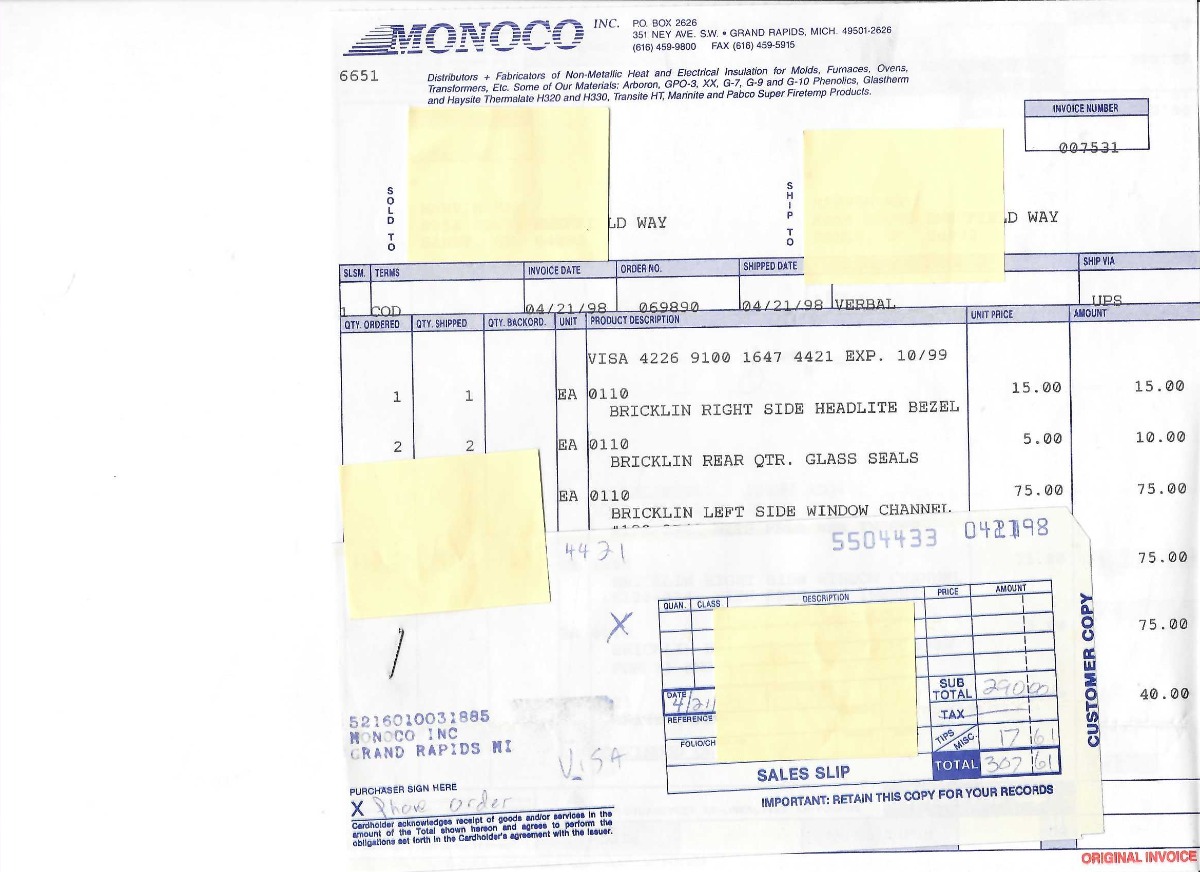 MONOCO INC.
P.O. BOX 2626
351 NEY AVE. S.W. • GRAND RAPIDS, MICH. 49501-2626
(616) 459-9800 FAX (616) 459-5915
6651
Distributors + Fabricators of Non-Metallic Heat and Electrical Insulation for Molds, Furnaces, Ovens,
Transformers, Etc. Some of Our Materials: Arboron, GPO-3, XX, G-7, G-9 and G-10 Phenolics, Glastherm
and Haysite Thermalate H320 and H330, Transite HT, Marinite and Pabco Super Firetemp Products.
INVOICE NUMBER
007531
SOLD TO
LD WAY
SHIP TO
D WAY
SLSM. TERMS INVOICE DATE ORDER NO. SHIPPED DATE SHIP VIA
1 COD 04/21/98 069890 04/21/98 VERBAL UPS
QTY. ORDERED QTY. SHIPPED QTY. BACKORD. UNIT PRODUCT DESCRIPTION UNIT PRICE AMOUNT
VISA 4226 9100 1647 4421 EXP. 10/99
1 1 EA 0110 15.00 15.00
BRICKLIN RIGHT SIDE HEADLITE BEZEL
2 2 EA 0110 5.00 10.00
BRICKLIN REAR QTR. GLASS SEALS
EA 0110 75.00 75.00
BRICKLIN LEFT SIDE WINDOW CHANNEL
75.00
75.00
40.00
4421
5504433 042198
X
QUAN. CLASS DESCRIPTION PRICE AMOUNT
DATE 4/21
REFERENCE
FOLIO/CH
SUB TOTAL 290 00
TAX
TIPS MISC. 17 61
TOTAL 307 61
SALES SLIP
IMPORTANT: RETAIN THIS COPY FOR YOUR RECORDS
CUSTOMER COPY
5216010031885
MONOCO INC
GRAND RAPIDS MI
VISA
PURCHASER SIGN HERE
X Phone order
Cardholder acknowledges receipt of goods and/or services in the
amount of the Total shown hereon and agrees to perform the
obligations set forth in the Cardholder's agreement with the issuer.
ORIGINAL INVOICE